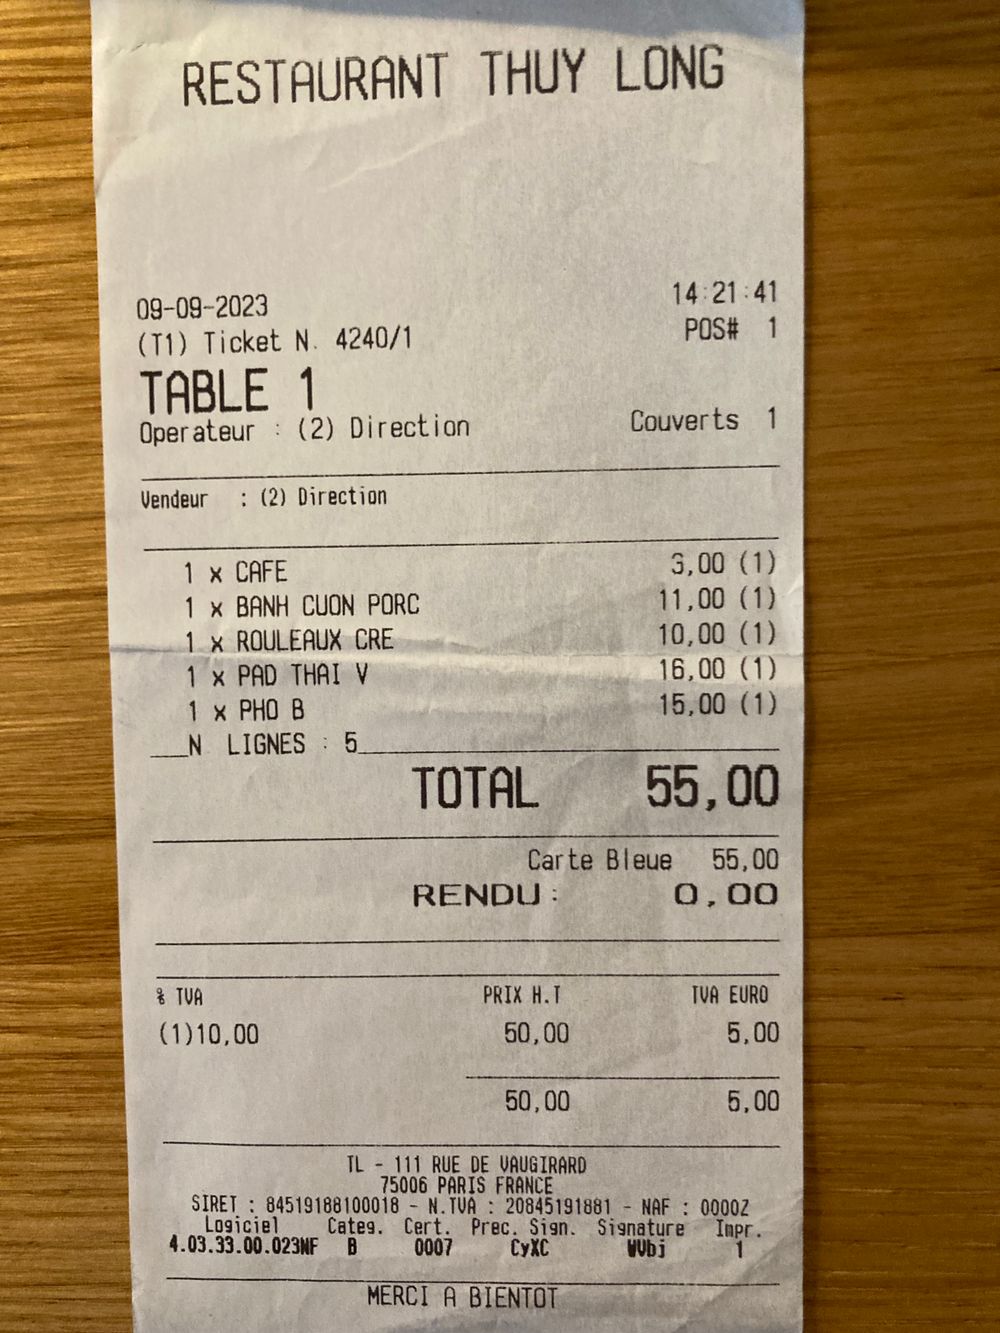 RESTAURANT THUY LONG
09-09-2023 14:21:41
(T1) Ticket N. 4240/1 POS# 1
TABLE 1
Operateur : (2) Direction Couverts 1
Vendeur : (2) Direction
1 x CAFE 3,00 (1)
1 x BANH CUON PORC 11,00 (1)
1 x ROULEAUX CRE 10,00 (1)
1 x PAD THAI V 16,00 (1)
1 x PHO B 15,00 (1)
N LIGNES : 5
TOTAL 55,00
Carte Bleue 55,00
RENDU : 0,00
% TVA PRIX H.T TVA EURO
(1)10,00 50,00 5,00
50,00 5,00
TL - 111 RUE DE VAUGIRARD
75006 PARIS FRANCE
SIRET : 84519188100018 - N.TVA : 20845191881 - NAF : 0000Z
Logiciel Categ. Cert. Prec. Sign. Signature Impr.
4.03.33.00.023NF B 0007 CyXC WVbj 1
MERCI A BIENTOT